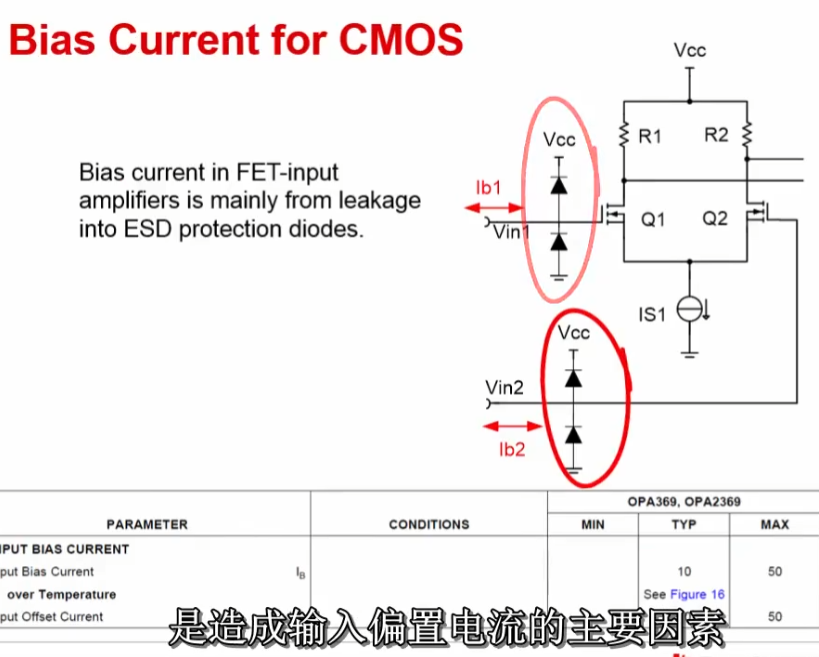 Bias Current for CMOS
Bias current in FET-input
amplifiers is mainly from leakage
into ESD protection diodes.
Vcc
R1
R2
Vcc
Ib1
Vin1
Q1
Q2
IS1
Vcc
Vin2
Ib2
OPA369, OPA2369
PARAMETER CONDITIONS MIN TYP MAX
PUT BIAS CURRENT
put Bias Current IB 10 50
over Temperature See Figure 16
put Offset Current 50
是造成输入偏置电流的主要因素